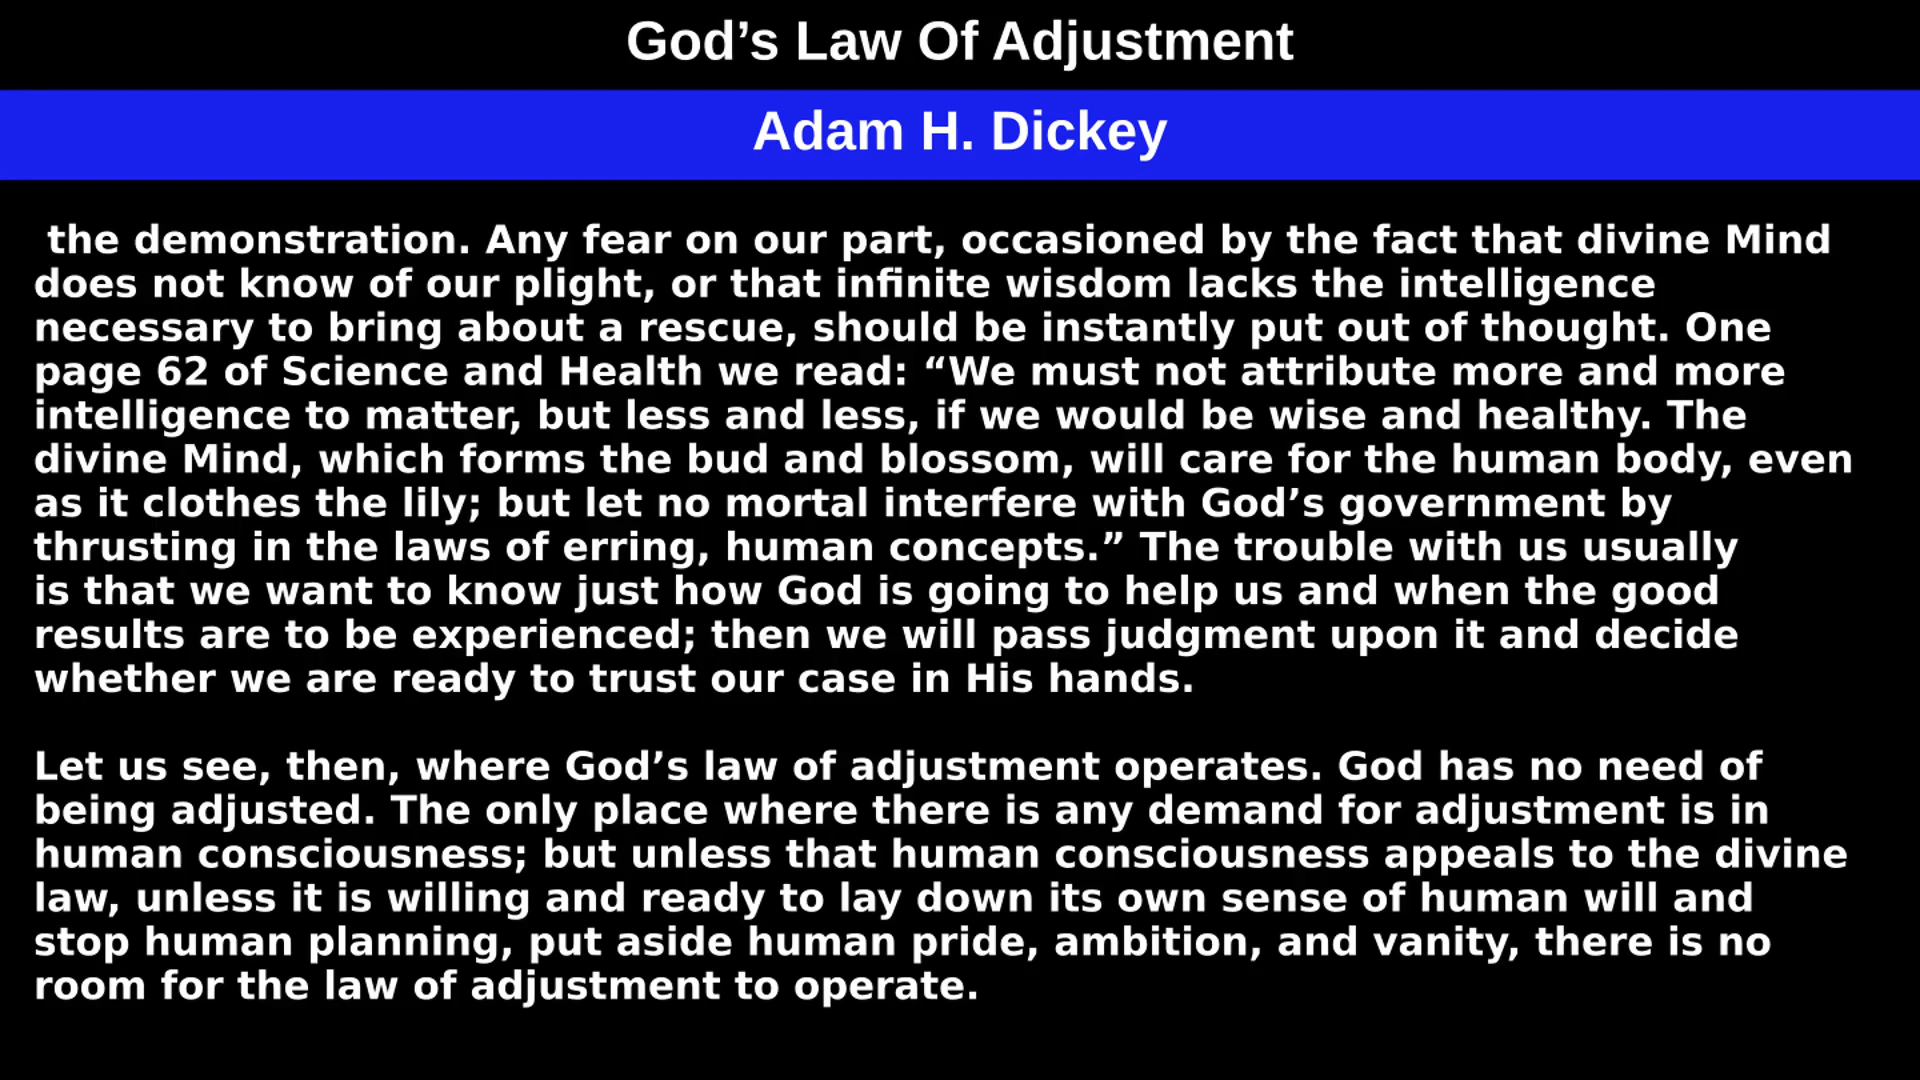 God’s Law Of Adjustment
Adam H. Dickey
the demonstration. Any fear on our part, occasioned by the fact that divine Mind
does not know of our plight, or that infinite wisdom lacks the intelligence
necessary to bring about a rescue, should be instantly put out of thought. One
page 62 of Science and Health we read: “We must not attribute more and more
intelligence to matter, but less and less, if we would be wise and healthy. The
divine Mind, which forms the bud and blossom, will care for the human body, even
as it clothes the lily; but let no mortal interfere with God’s government by
thrusting in the laws of erring, human concepts.” The trouble with us usually
is that we want to know just how God is going to help us and when the good
results are to be experienced; then we will pass judgment upon it and decide
whether we are ready to trust our case in His hands.
Let us see, then, where God’s law of adjustment operates. God has no need of
being adjusted. The only place where there is any demand for adjustment is in
human consciousness; but unless that human consciousness appeals to the divine
law, unless it is willing and ready to lay down its own sense of human will and
stop human planning, put aside human pride, ambition, and vanity, there is no
room for the law of adjustment to operate.